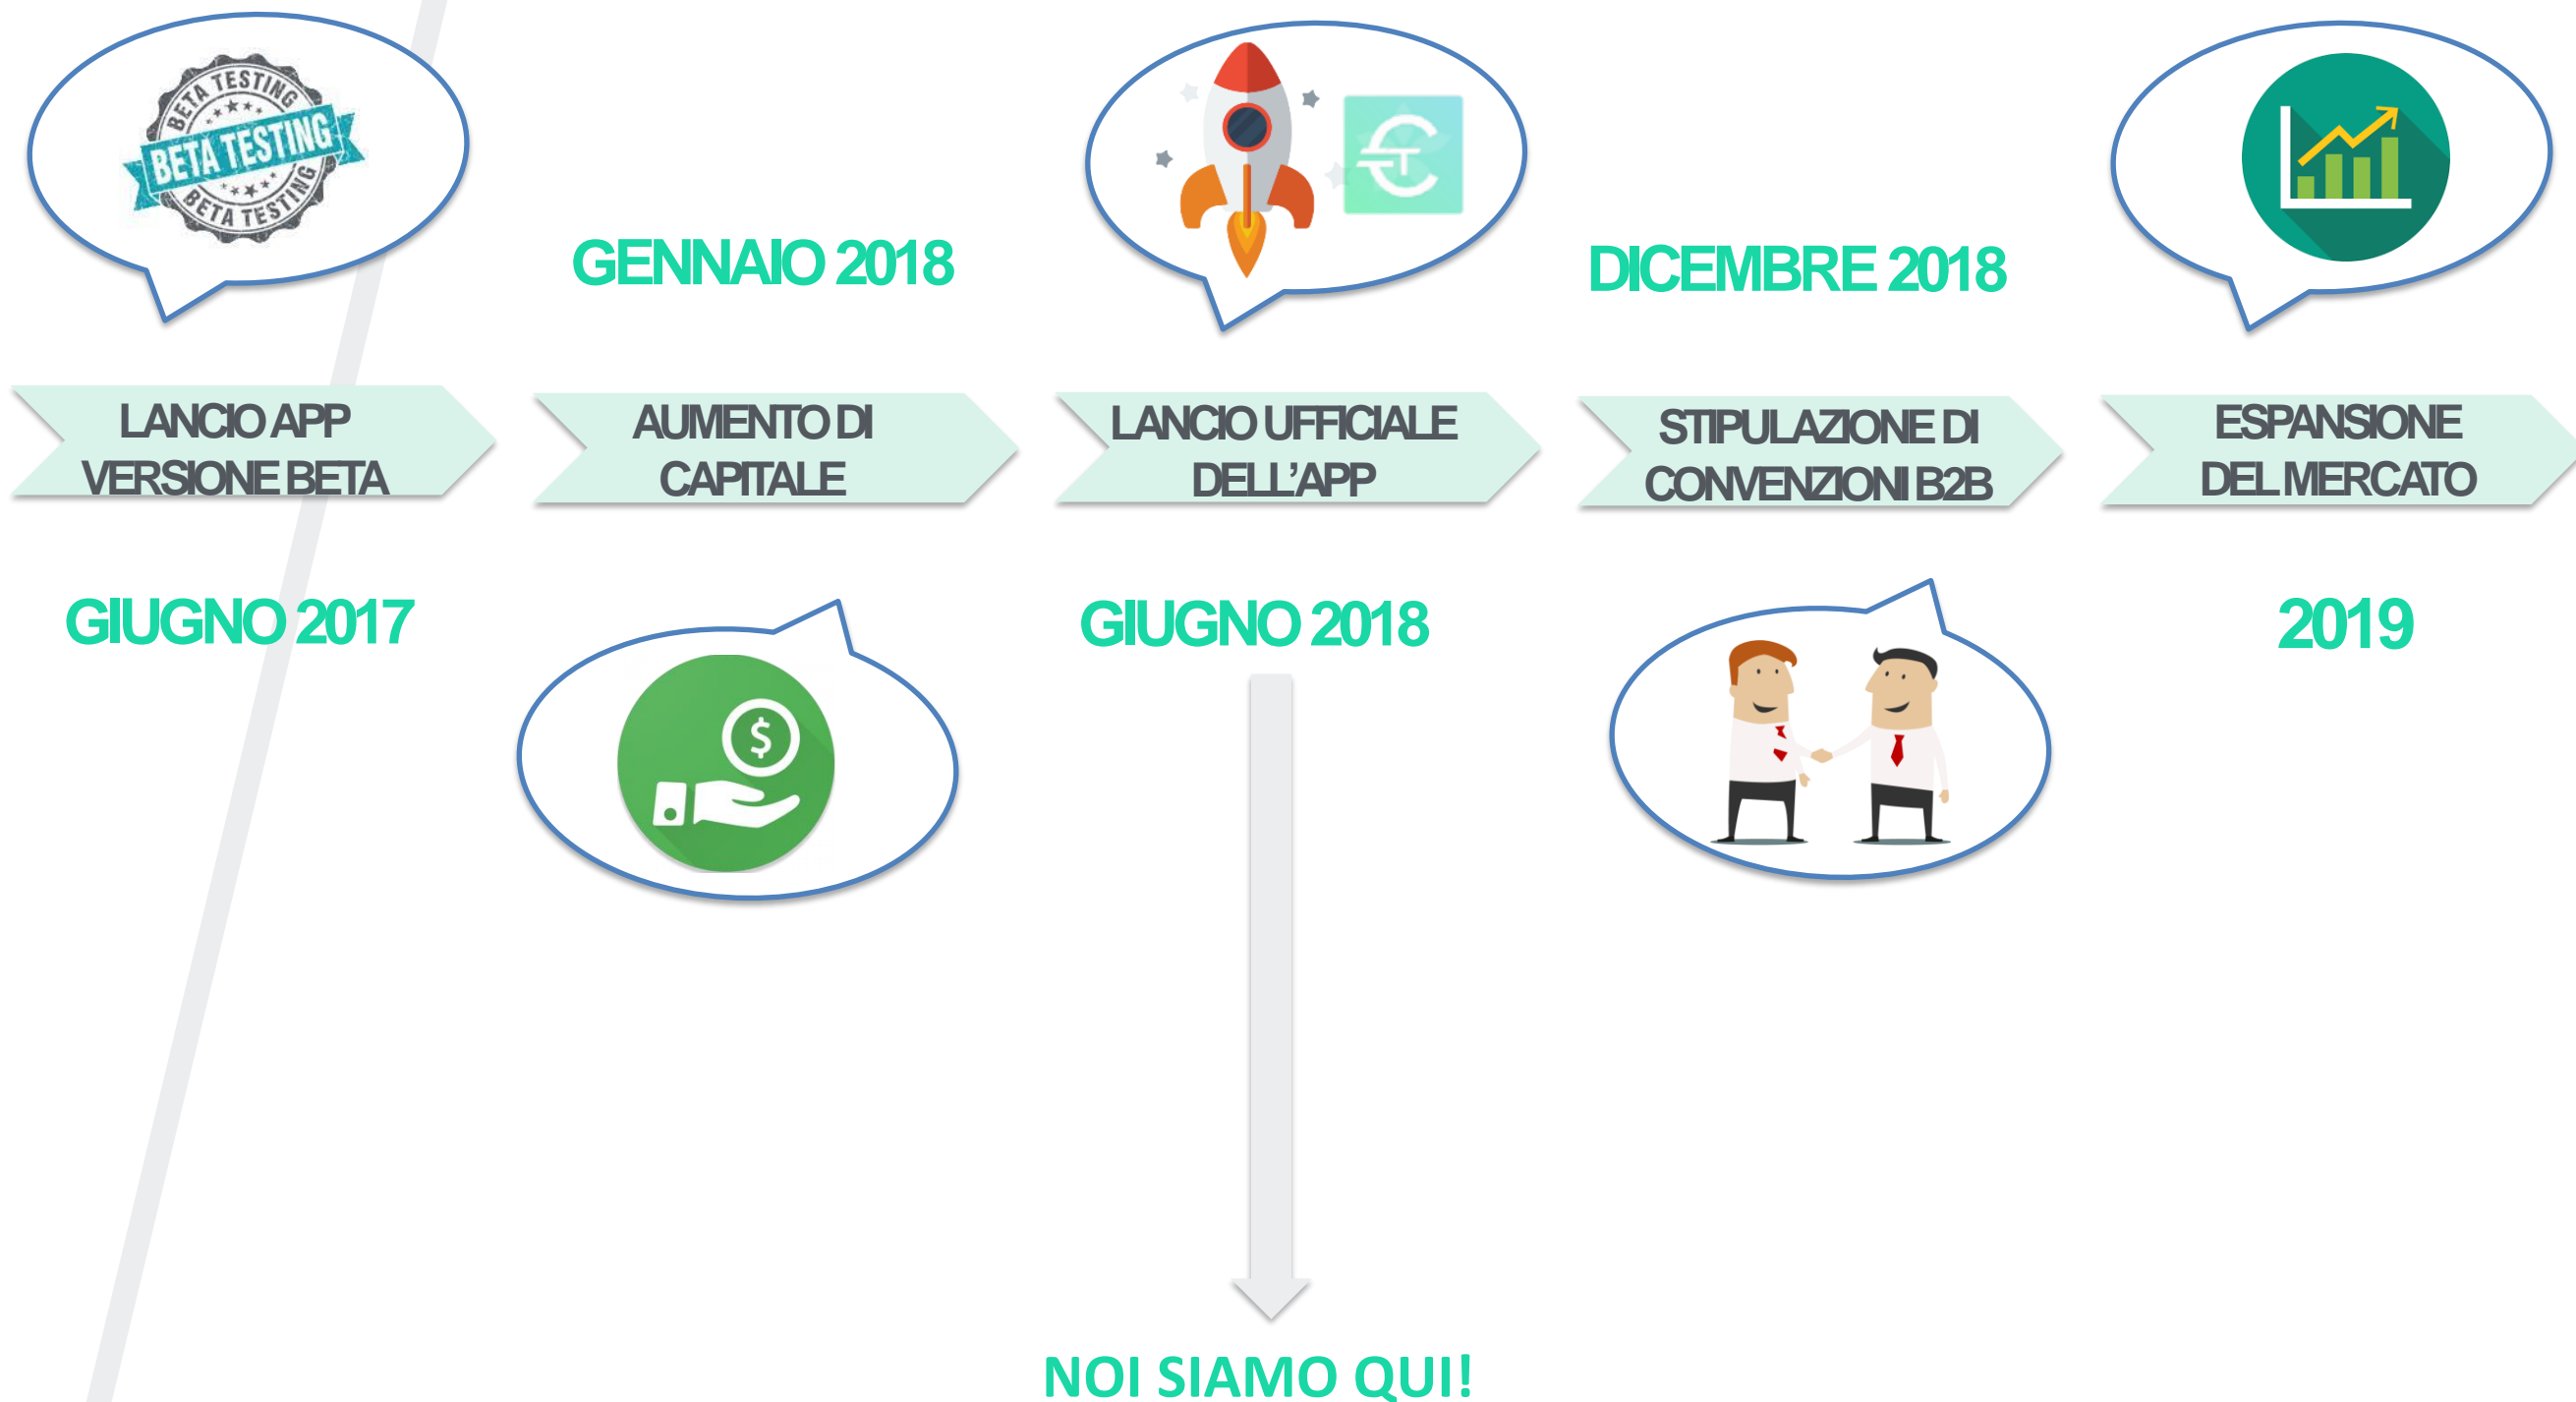 BETA TESTING
BETA TESTING
BETA TESTING
GENNAIO 2018
T
DICEMBRE 2018
LANCIO APP
VERSIONE BETA
AUMENTO DI
CAPITALE
LANCIO UFFICIALE
DELL'APP
STIPULAZIONE DI
CONVENZIONI B2B
ESPANSIONE
DEL MERCATO
GIUGNO 2017
GIUGNO 2018
2019
$
NOI SIAMO QUI!